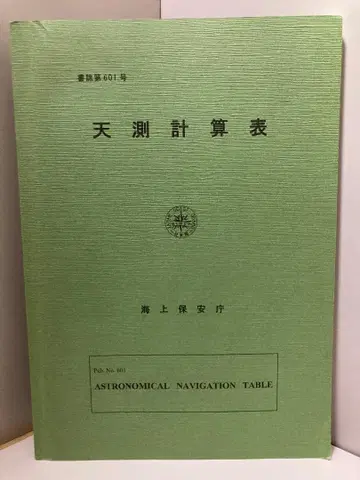 書誌第601号
天測計算表
海上保安庁
Pub. No. 601
ASTRONOMICAL NAVIGATION TABLE